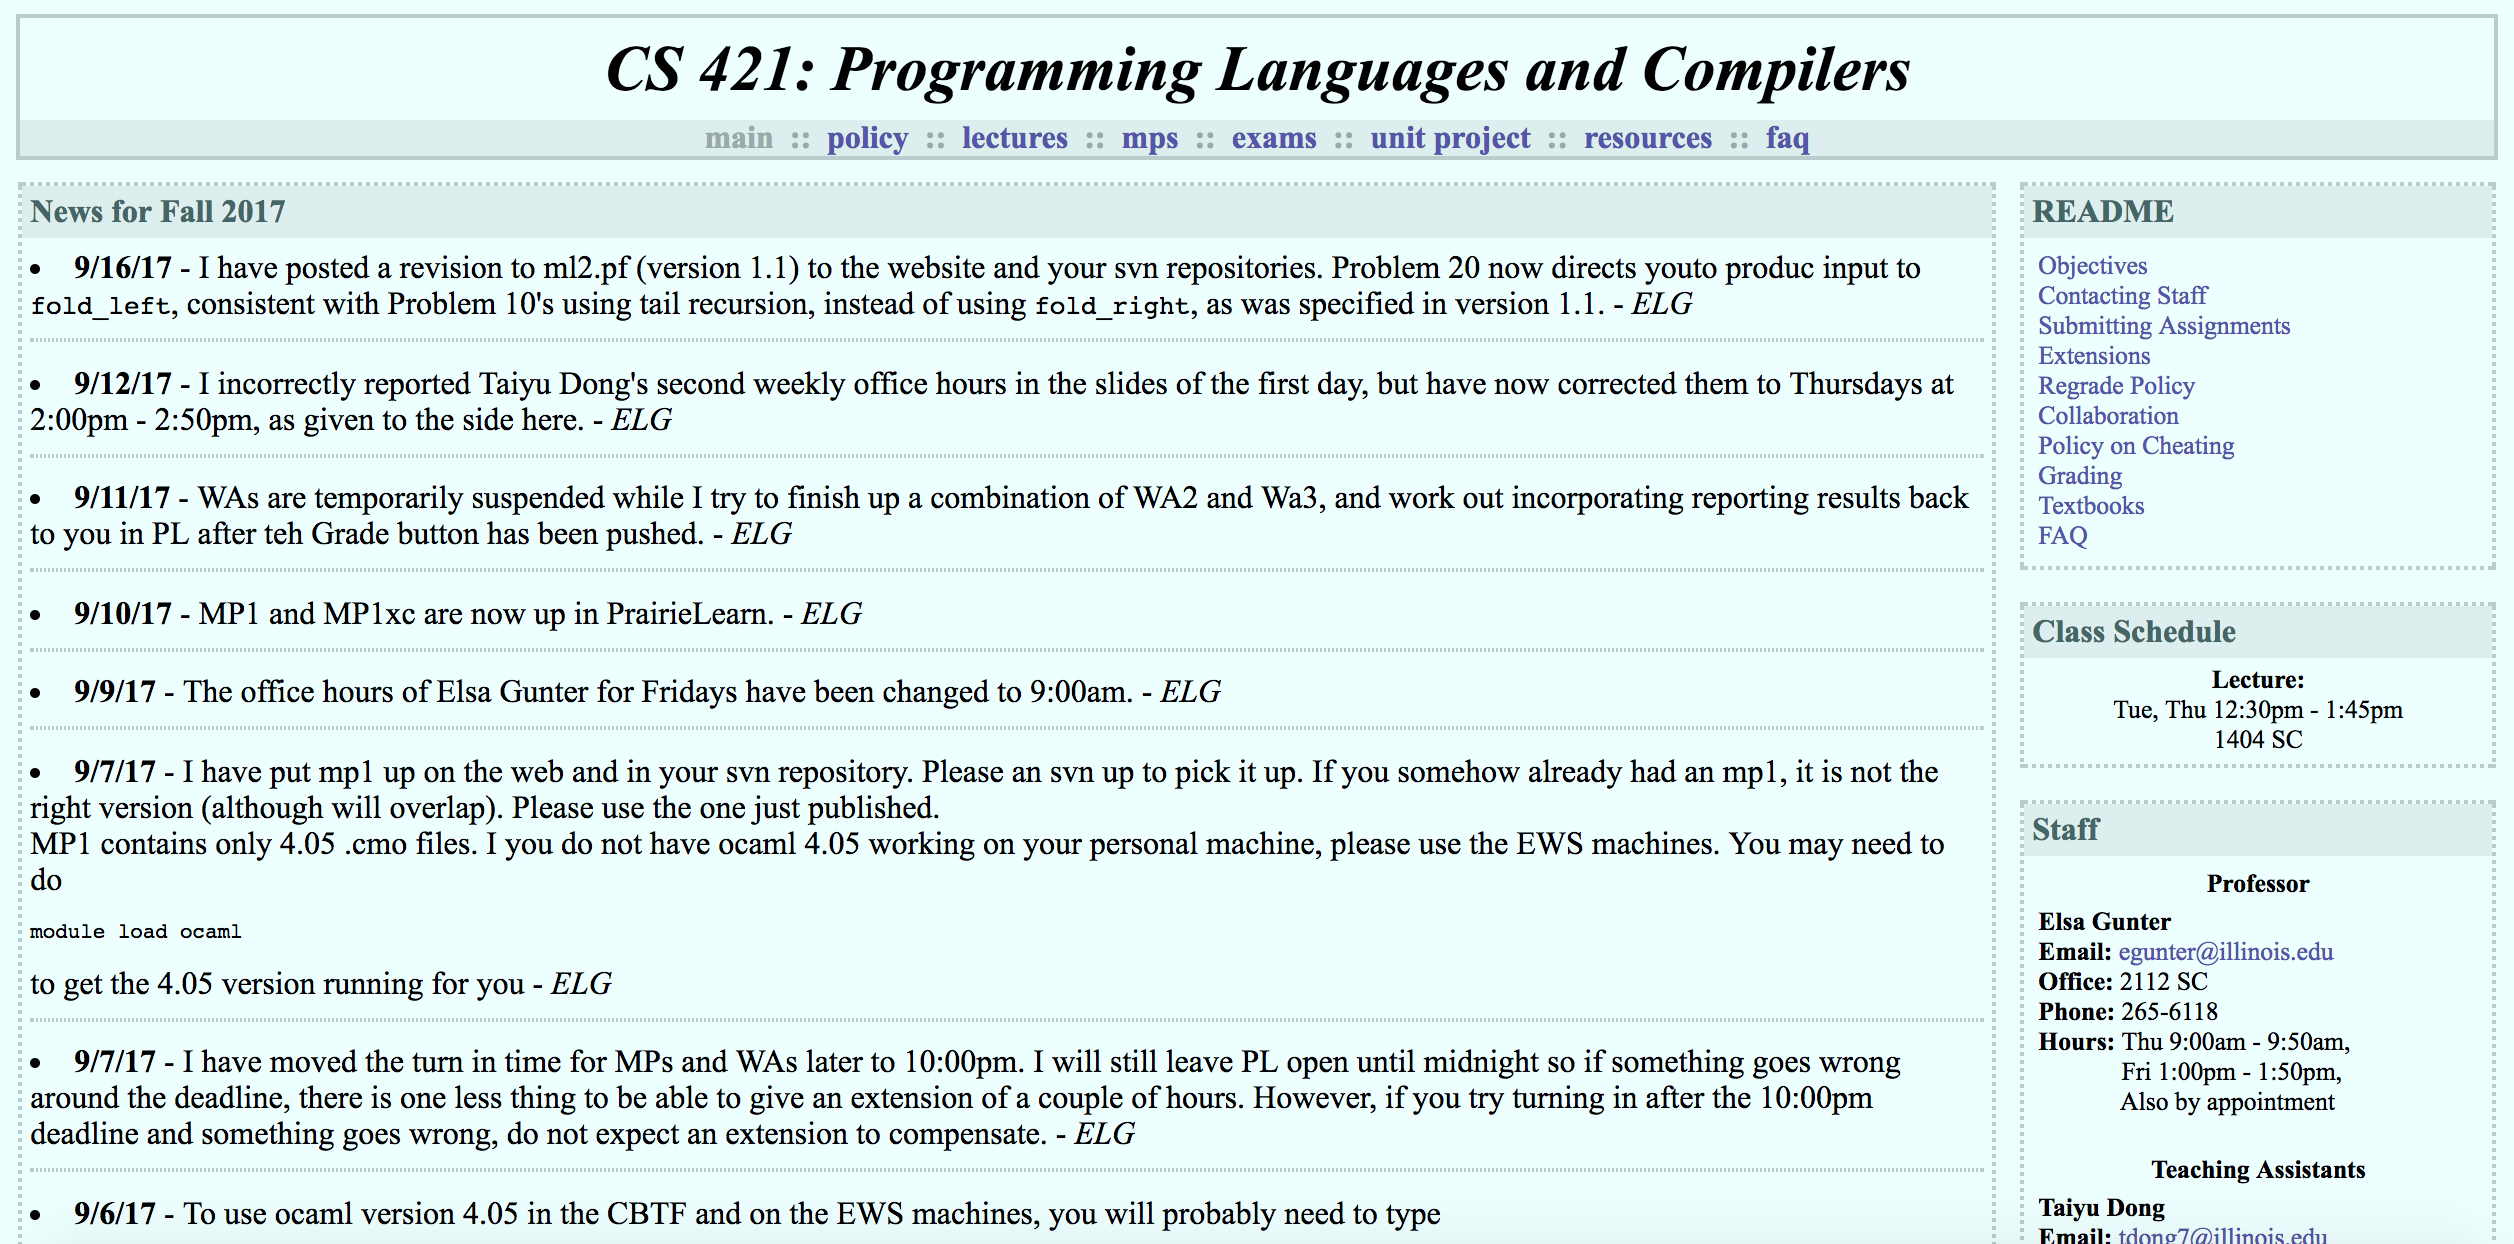 CS 421: Programming Languages and Compilers
main :: policy :: lectures :: mps :: exams :: unit project :: resources :: faq
News for Fall 2017
• 9/16/17 - I have posted a revision to ml2.pf (version 1.1) to the website and your svn repositories. Problem 20 now directs youto produc input to
fold_left, consistent with Problem 10's using tail recursion, instead of using fold_right, as was specified in version 1.1. - ELG
• 9/12/17 - I incorrectly reported Taiyu Dong's second weekly office hours in the slides of the first day, but have now corrected them to Thursdays at
2:00pm - 2:50pm, as given to the side here. - ELG
• 9/11/17 - WAs are temporarily suspended while I try to finish up a combination of WA2 and Wa3, and work out incorporating reporting results back
to you in PL after teh Grade button has been pushed. - ELG
• 9/10/17 - MP1 and MP1xc are now up in PrairieLearn. - ELG
• 9/9/17 - The office hours of Elsa Gunter for Fridays have been changed to 9:00am. - ELG
• 9/7/17 - I have put mp1 up on the web and in your svn repository. Please an svn up to pick it up. If you somehow already had an mp1, it is not the
right version (although will overlap). Please use the one just published.
MP1 contains only 4.05 .cmo files. I you do not have ocaml 4.05 working on your personal machine, please use the EWS machines. You may need to
do
module load ocaml
to get the 4.05 version running for you - ELG
• 9/7/17 - I have moved the turn in time for MPs and WAs later to 10:00pm. I will still leave PL open until midnight so if something goes wrong
around the deadline, there is one less thing to be able to give an extension of a couple of hours. However, if you try turning in after the 10:00pm
deadline and something goes wrong, do not expect an extension to compensate. - ELG
• 9/6/17 - To use ocaml version 4.05 in the CBTF and on the EWS machines, you will probably need to type
README
Objectives
Contacting Staff
Submitting Assignments
Extensions
Regrade Policy
Collaboration
Policy on Cheating
Grading
Textbooks
FAQ
Class Schedule
Lecture:
Tue, Thu 12:30pm - 1:45pm
1404 SC
Staff
Professor
Elsa Gunter
Email: egunter@illinois.edu
Office: 2112 SC
Phone: 265-6118
Hours: Thu 9:00am - 9:50am,
Fri 1:00pm - 1:50pm,
Also by appointment
Teaching Assistants
Taiyu Dong
Email: tdong7@illinois.edu